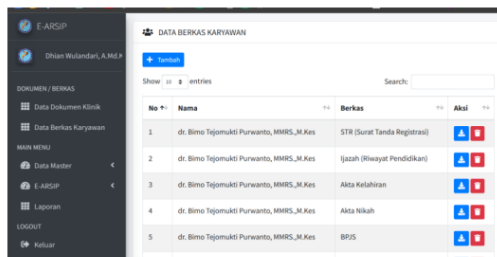 E-ARSIP
Dhian Wulandari, A.Md.
DOKUMEN / BERKAS
Data Dokumen Klinik
Data Berkas Karyawan
MAIN MENU
Data Master
E-ARSIP
Laporan
LOGOUT
Keluar
DATA BERKAS KARYAWAN
+ Tambah
Show 10 entries
Search:
No Nama Berkas Aksi
1 dr. Bimo Tejomukti Purwanto, MMRS.,M.Kes STR (Surat Tanda Registrasi)
2 dr. Bimo Tejomukti Purwanto, MMRS.,M.Kes Ijazah (Riwayat Pendidikan)
3 dr. Bimo Tejomukti Purwanto, MMRS.,M.Kes Akta Kelahiran
4 dr. Bimo Tejomukti Purwanto, MMRS.,M.Kes Akta Nikah
5 dr. Bimo Tejomukti Purwanto, MMRS.,M.Kes BPJS